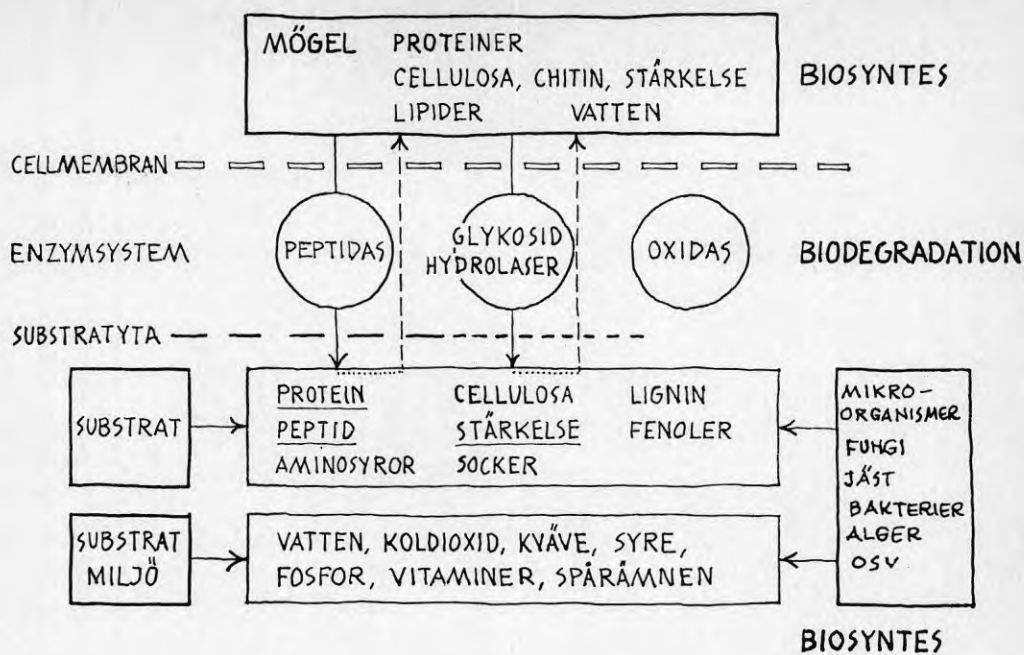 MÖGEL PROTEINER
CELLULOSA, CHITIN, STÄRKELSE
LIPIDER VATTEN
BIOSYNTES
CELLMEMBRAN
ENZYMSYSTEM
PEPTIDAS
GLYKOSID
HYDROLASER
OXIDAS
BIODEGRADATION
SUBSTRATYTA
SUBSTRAT
PROTEIN CELLULOSA LIGNIN
PEPTID STÄRKELSE FENOLER
AMINOSYROR SOCKER
MIKRO-
ORGANISMER
FUHGI
JÄST
BAKTERIER
ALGER
OSV
SUBSTRAT
MILJÖ
VATTEN, KOLDIOXID, KVÄVE, SYRE,
FOSFOR, VITAMINER, SPÅRÄMNEN
BIOSYNTES